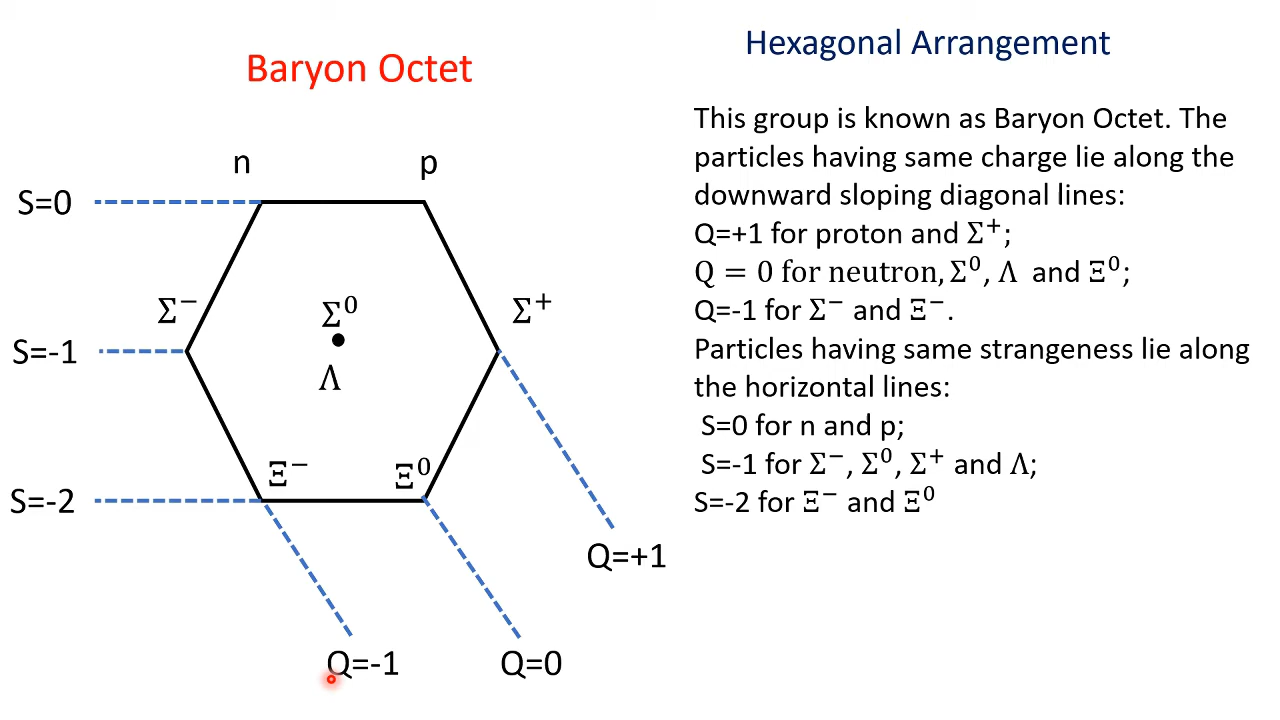 Hexagonal Arrangement
Baryon Octet
n p
S=0
Σ⁻ Σ⁰ Σ⁺
S=-1
Λ
Ξ⁻ Ξ⁰
S=-2
Q=+1
Q=-1 Q=0
This group is known as Baryon Octet. The
particles having same charge lie along the
downward sloping diagonal lines:
Q=+1 for proton and Σ⁺;
Q = 0 for neutron, Σ⁰, Λ and Ξ⁰;
Q=-1 for Σ⁻ and Ξ⁻.
Particles having same strangeness lie along
the horizontal lines:
S=0 for n and p;
S=-1 for Σ⁻, Σ⁰, Σ⁺ and Λ;
S=-2 for Ξ⁻ and Ξ⁰